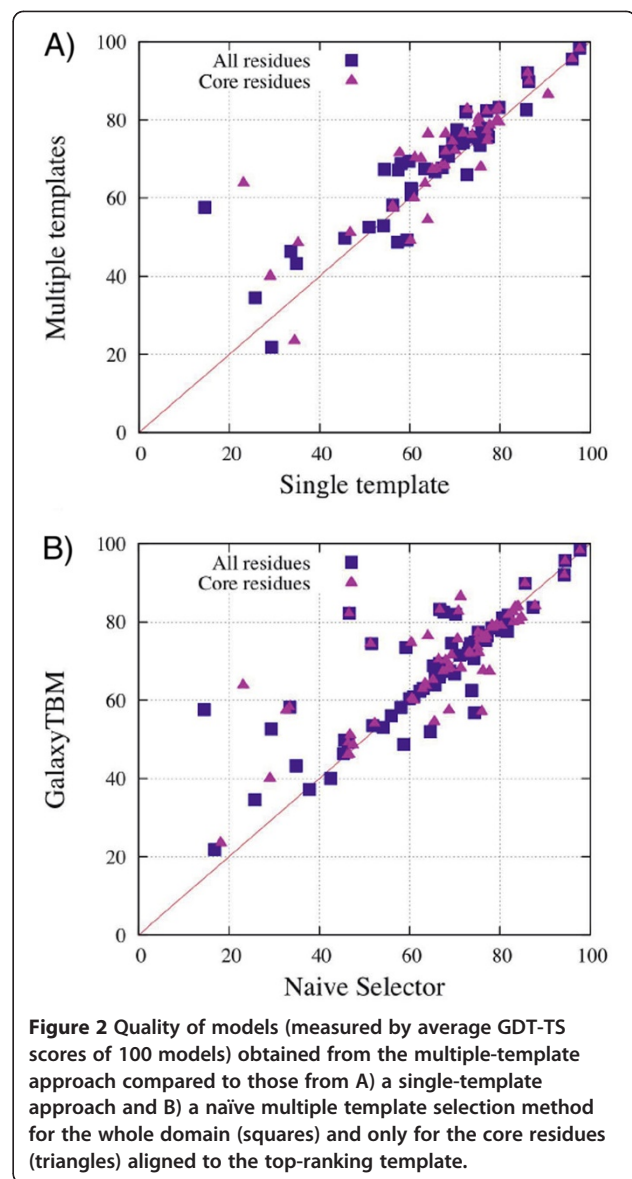 A)
All residues
Core residues
100
80
60
40
20
0
Multiple templates
0 20 40 60 80 100
Single template
B)
All residues
Core residues
100
80
60
40
20
0
GalaxyTBM
0 20 40 60 80 100
Naive Selector
Figure 2 Quality of models (measured by average GDT-TS
scores of 100 models) obtained from the multiple-template
approach compared to those from A) a single-template
approach and B) a naïve multiple template selection method
for the whole domain (squares) and only for the core residues
(triangles) aligned to the top-ranking template.